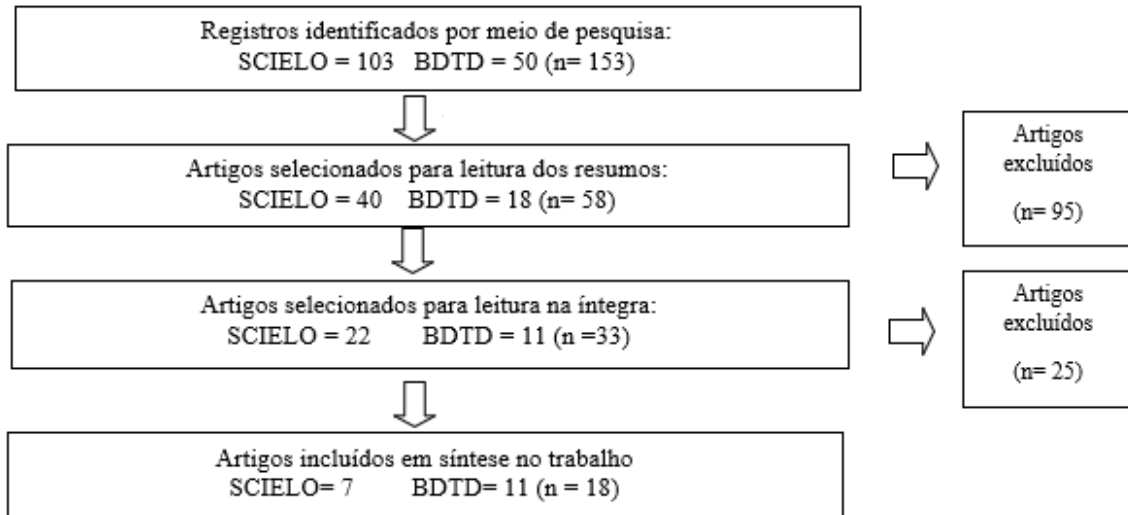 Registros identificados por meio de pesquisa:
SCIELO = 103 BDTD = 50 (n= 153)
Artigos selecionados para leitura dos resumos:
SCIELO = 40 BDTD = 18 (n= 58)
Artigos
excluídos
(n= 95)
Artigos selecionados para leitura na íntegra:
SCIELO = 22 BDTD = 11 (n =33)
Artigos
excluídos
(n= 25)
Artigos incluídos em síntese no trabalho
SCIELO= 7 BDTD= 11 (n = 18)